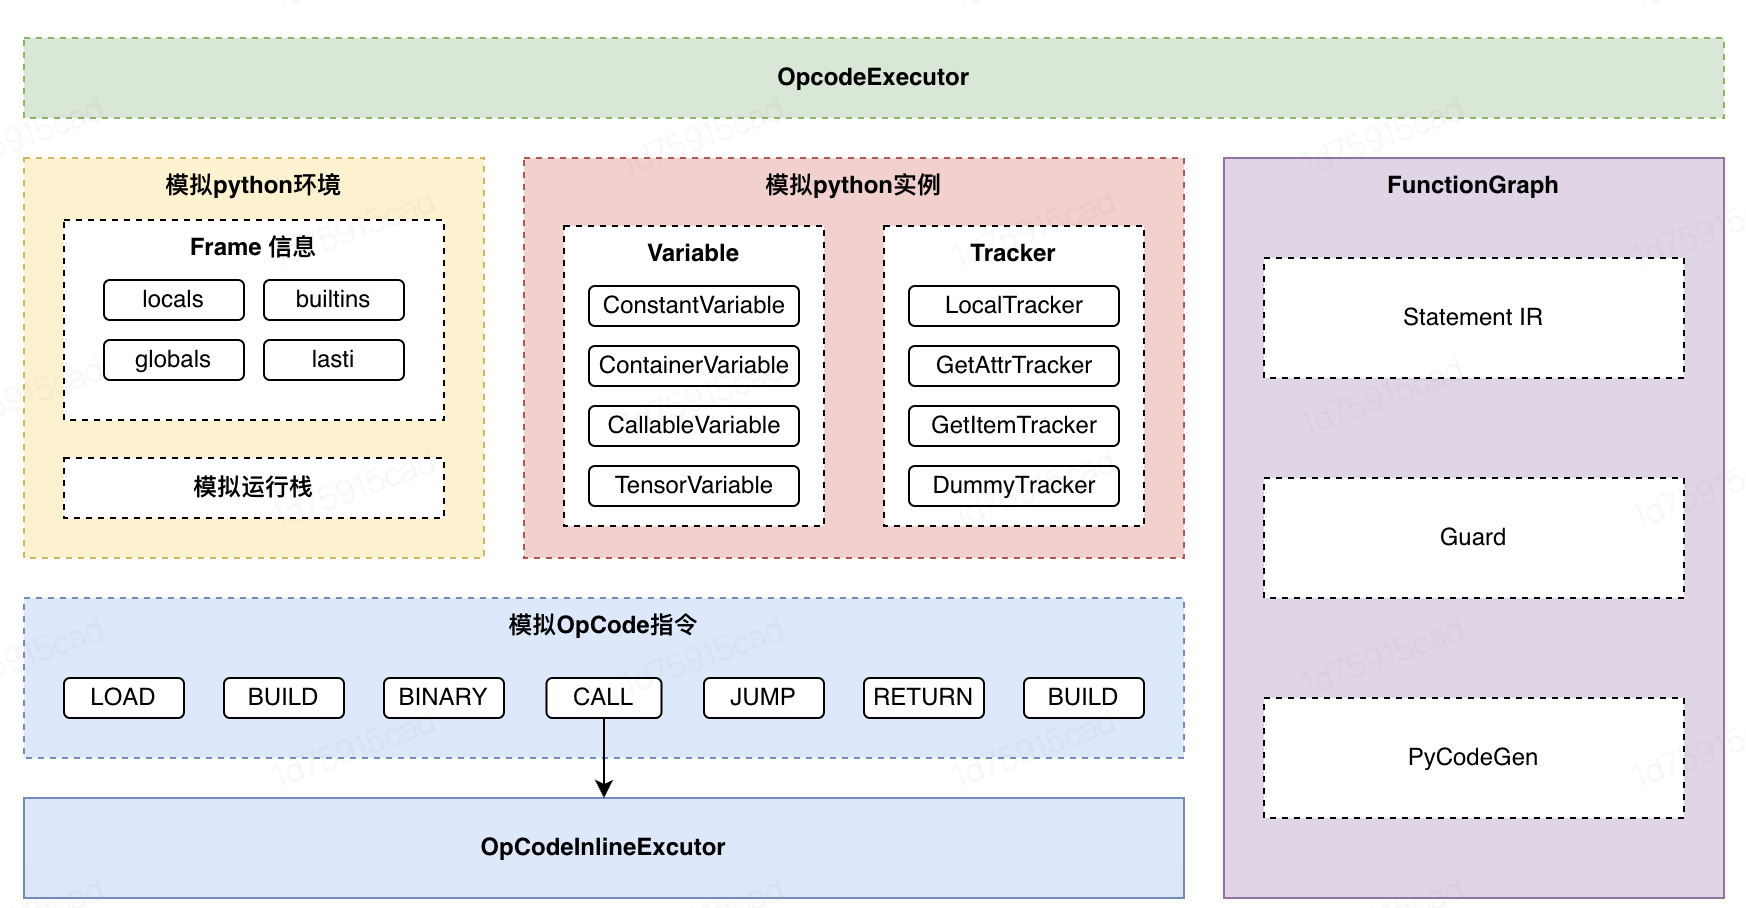 OpcodeExecutor
模拟python环境
Frame 信息
locals
builtins
globals
lasti
模拟运行栈
模拟python实例
Variable
ConstantVariable
ContainerVariable
CallableVariable
TensorVariable
Tracker
LocalTracker
GetAttrTracker
GetItemTracker
DummyTracker
模拟OpCode指令
LOAD
BUILD
BINARY
CALL
JUMP
RETURN
BUILD
OpCodeInlineExcutor
FunctionGraph
Statement IR
Guard
PyCodeGen
1d75915cad